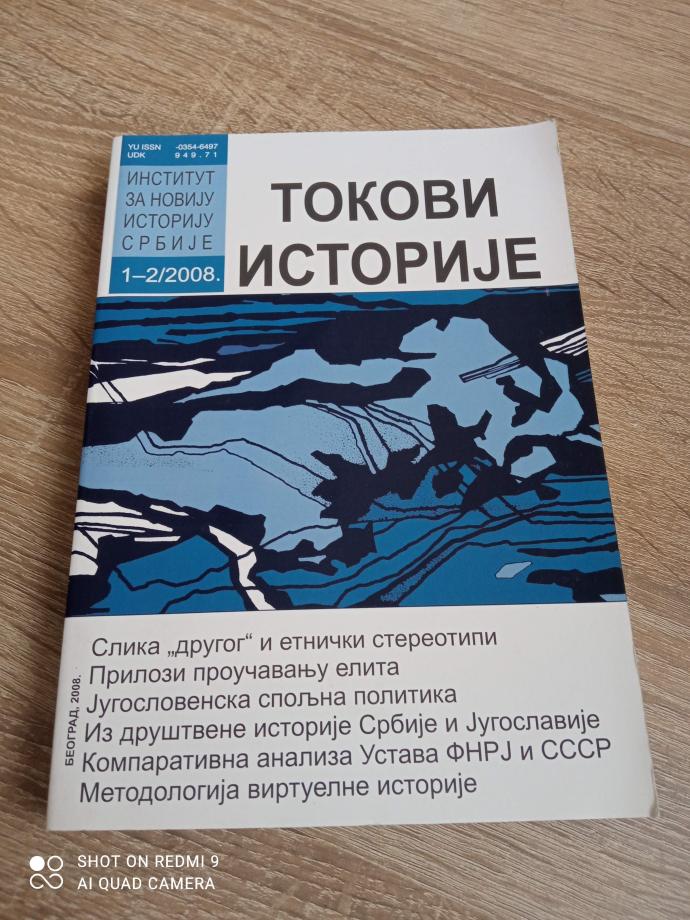 YU ISSN -0354-6497
UDK 949.71
ИНСТИТУТ
ЗА НОВИЈУ
ИСТОРИЈУ
СРБИЈЕ
1–2/2008.
ТОКОВИ
ИСТОРИЈЕ
Слика „другог“ и етнички стереотипи
Прилози проучавању елита
Југословенска спољна политика
Из друштвене историје Србије и Југославије
Компаративна анализа Устава ФНРЈ и СССР
Методологија виртуелне историје
БЕОГРАД, 2008.
SHOT ON REDMI 9
AI QUAD CAMERA